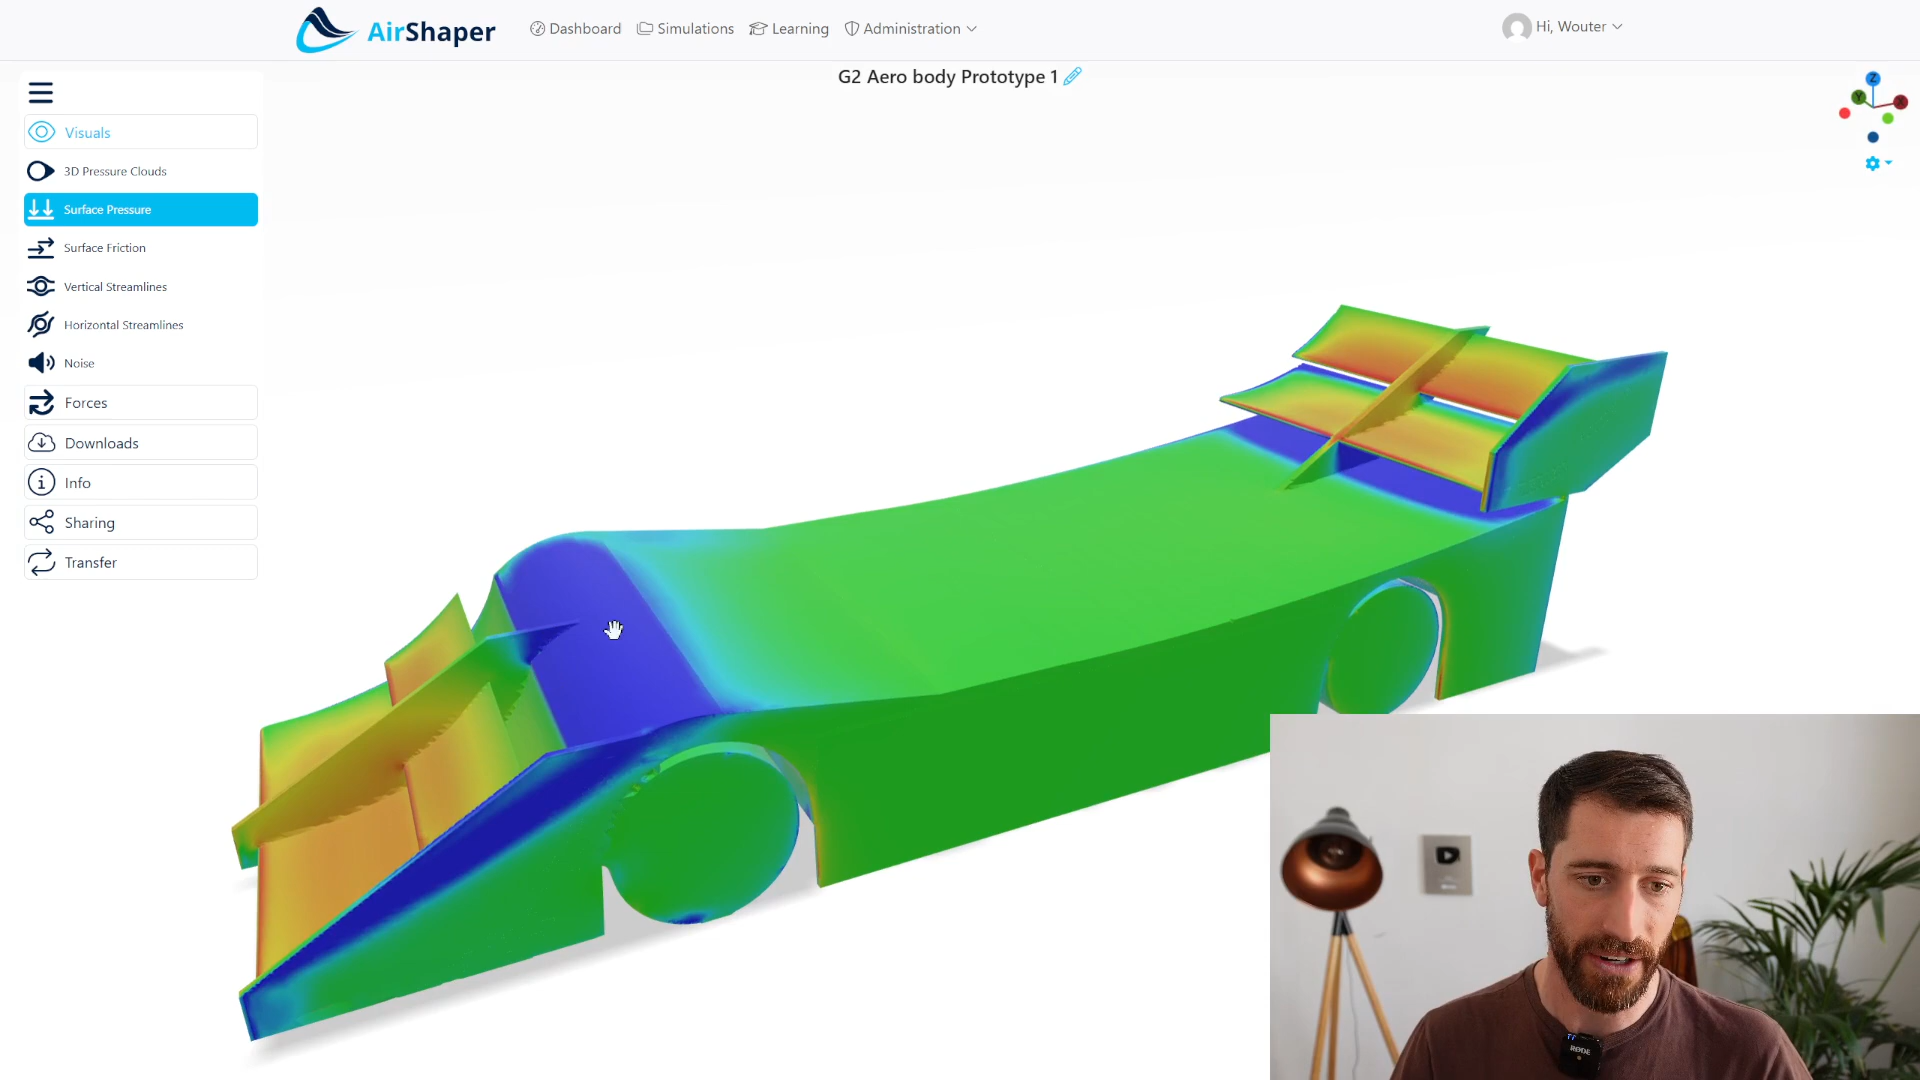 AirShaper
Dashboard
Simulations
Learning
Administration
Hi, Wouter
G2 Aero body Prototype 1
Z
Y
X
Visuals
3D Pressure Clouds
Surface Pressure
Surface Friction
Vertical Streamlines
Horizontal Streamlines
Noise
Forces
Downloads
Info
Sharing
Transfer
RØDE